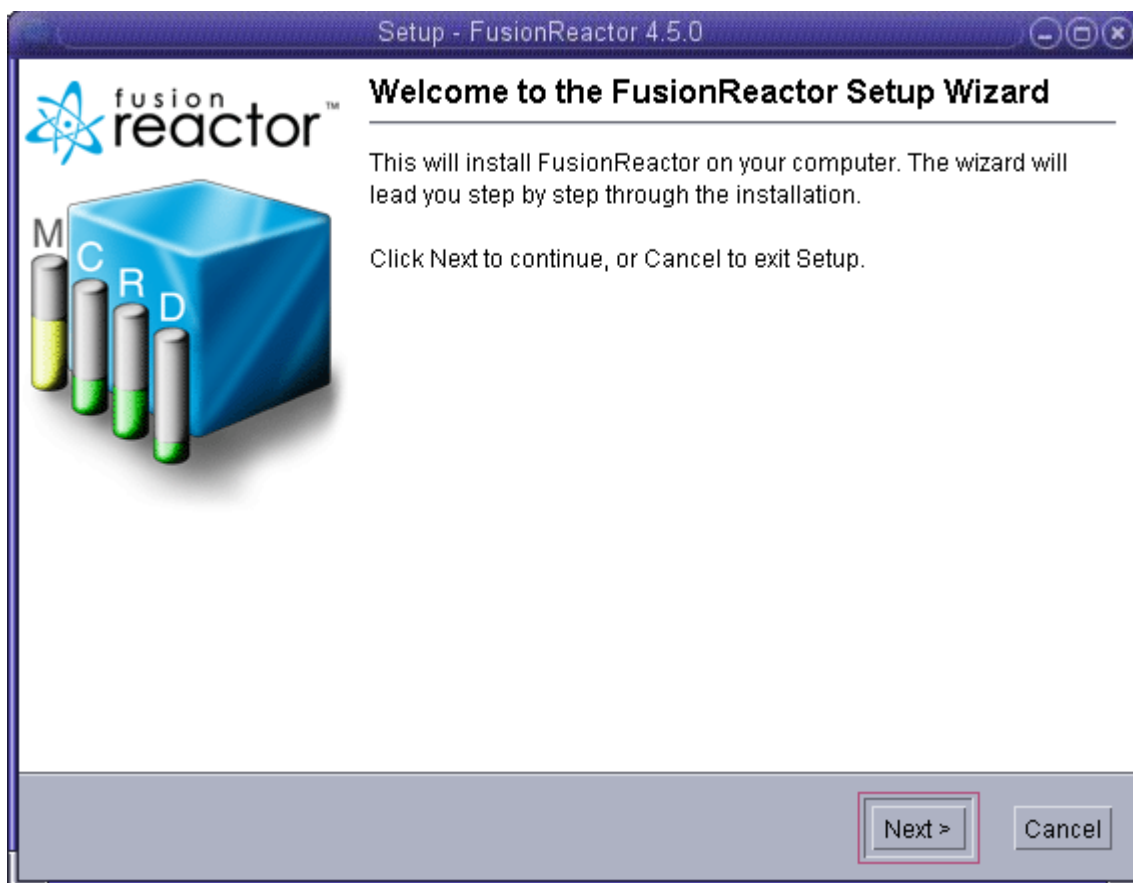 Setup - FusionReactor 4.5.0
fusion
reactor™
Welcome to the FusionReactor Setup Wizard
This will install FusionReactor on your computer. The wizard will
lead you step by step through the installation.
Click Next to continue, or Cancel to exit Setup.
M
C
R
D
Next >
Cancel